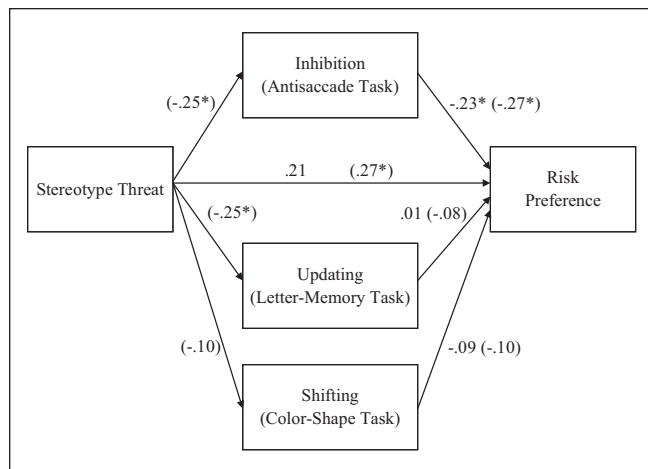 Inhibition
(Antisaccade Task)
(-.25*)
-.23* (-.27*)
Stereotype Threat
.21 (.27*)
Risk
Preference
(-.25*)
.01 (-.08)
Updating
(Letter-Memory Task)
(-.10)
-.09 (-.10)
Shifting
(Color-Shape Task)